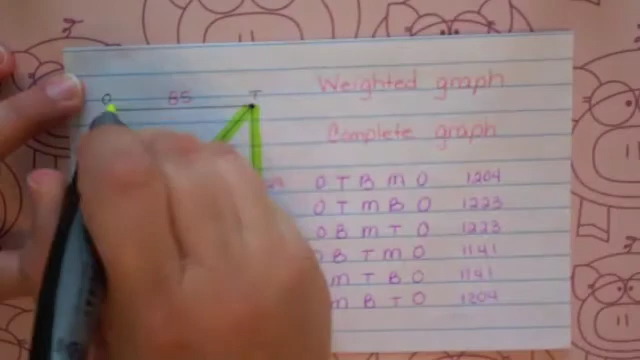 Weighted graph
O 85 T
Complete graph
O T B M O 1204
O T M B O 1223
O B M T O 1223
O B T M O 1141
M T B O 1141
M B T O 1204